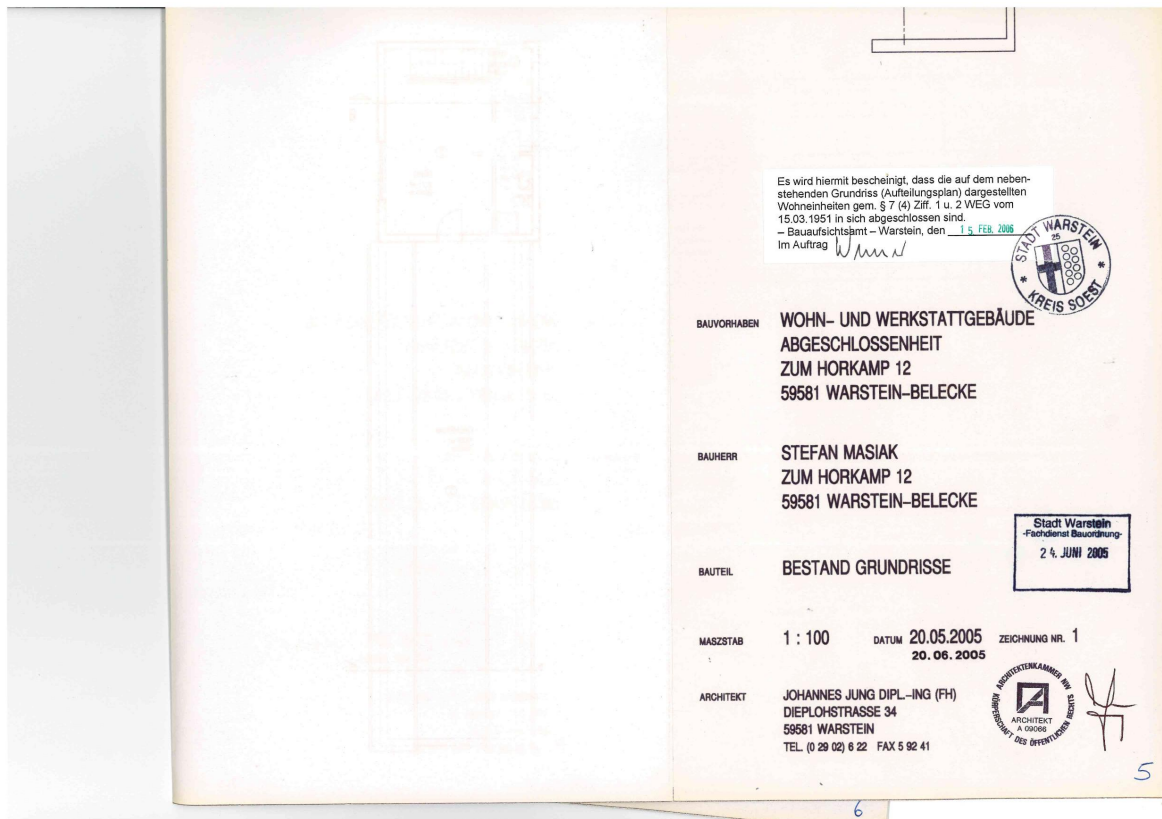 Es wird hiermit bescheinigt, dass die auf dem neben-
stehenden Grundriss (Aufteilungsplan) dargestellten
Wohneinheiten gem. § 7 (4) Ziff. 1 u. 2 WEG vom
15.03.1951 in sich abgeschlossen sind.
– Bauaufsichtsamt – Warstein, den 15. FEB. 2006
Im Auftrag
STADT WARSTEIN
25
* KREIS SOEST *
BAUVORHABEN WOHN- UND WERKSTATTGEBÄUDE
ABGESCHLOSSENHEIT
ZUM HORKAMP 12
59581 WARSTEIN-BELECKE
BAUHERR STEFAN MASIAK
ZUM HORKAMP 12
59581 WARSTEIN-BELECKE
Stadt Warstein
-Fachdienst Bauordnung-
24. JUNI 2005
BAUTEIL BESTAND GRUNDRISSE
MASZSTAB 1 : 100 DATUM 20.05.2005 ZEICHNUNG NR. 1
20.06.2005
ARCHITEKT JOHANNES JUNG DIPL.-ING (FH)
DIEPLOHSTRASSE 34
59581 WARSTEIN
TEL. (0 29 02) 6 22 FAX 5 92 41
ARCHITEKTENKAMMER NW
KÖRPERSCHAFT DES ÖFFENTLICHEN RECHTS
ARCHITEKT
A 09066
5
6